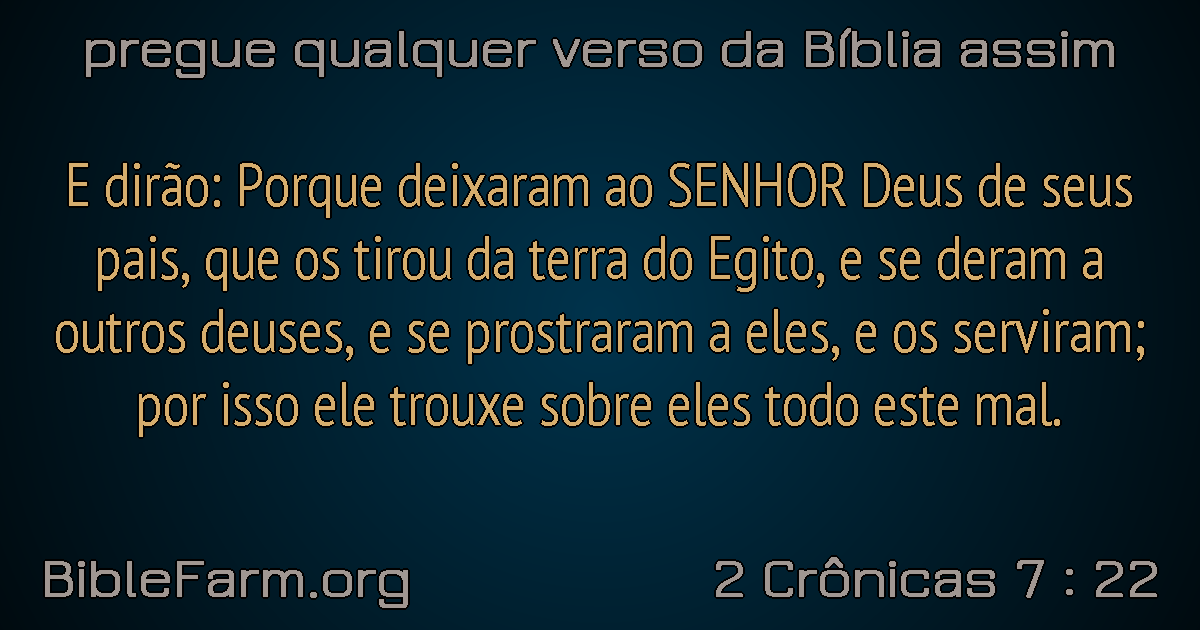 pregue qualquer verso da Bíblia assim
E dirão: Porque deixaram ao SENHOR Deus de seus
pais, que os tirou da terra do Egito, e se deram a
outros deuses, e se prostraram a eles, e os serviram;
por isso ele trouxe sobre eles todo este mal.
BibleFarm.org
2 Crônicas 7 : 22